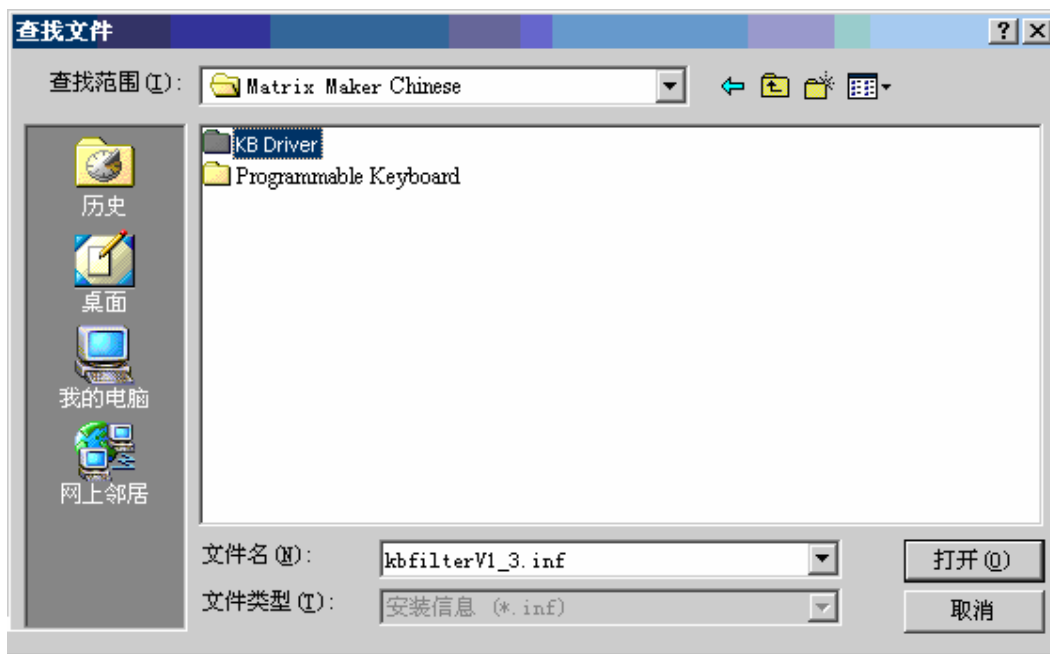 查找文件
查找范围(I):
Matrix Maker Chinese
KB Driver
Programmable Keyboard
历史
桌面
我的电脑
网上邻居
文件名(N):
kbfilterV1_3.inf
打开(O)
文件类型(T):
安装信息 (*.inf)
取消